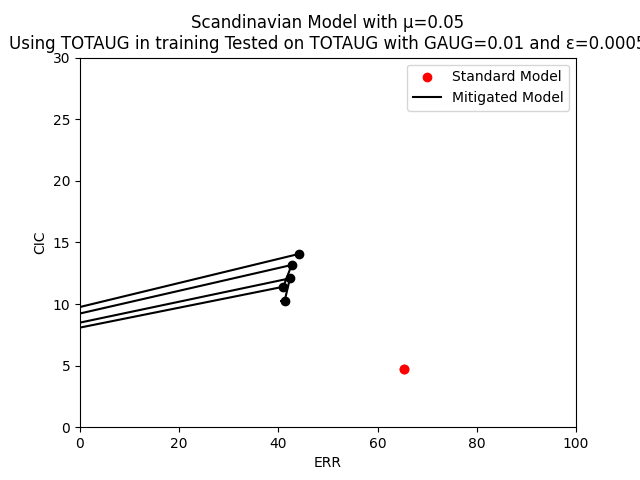 Scandinavian Model with μ=0.05
Using TOTAUG in training Tested on TOTAUG with GAUG=0.01 and ε=0.0005
30
25
20
15
10
5
0
CIC
Standard Model
Mitigated Model
0 20 40 60 80 100
ERR